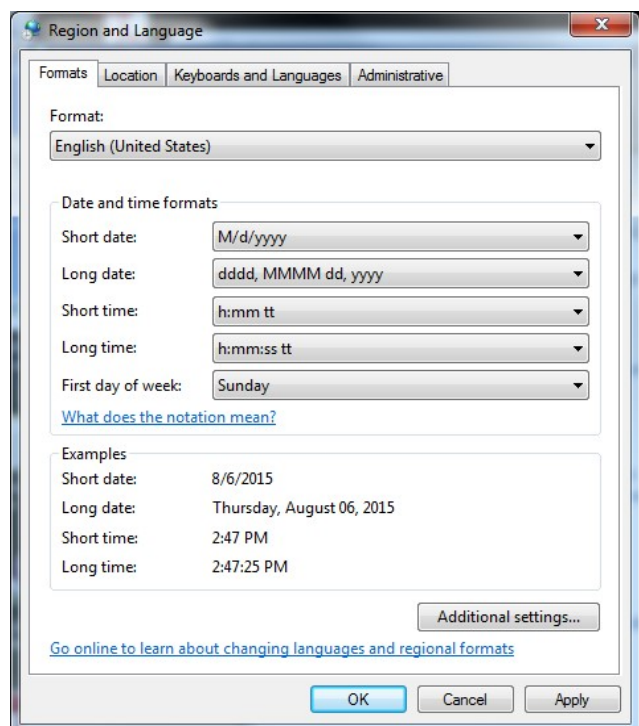 Region and Language
Formats Location Keyboards and Languages Administrative
Format:
English (United States)
Date and time formats
Short date: M/d/yyyy
Long date: dddd, MMMM dd, yyyy
Short time: h:mm tt
Long time: h:mm:ss tt
First day of week: Sunday
What does the notation mean?
Examples
Short date: 8/6/2015
Long date: Thursday, August 06, 2015
Short time: 2:47 PM
Long time: 2:47:25 PM
Additional settings...
Go online to learn about changing languages and regional formats
OK Cancel Apply